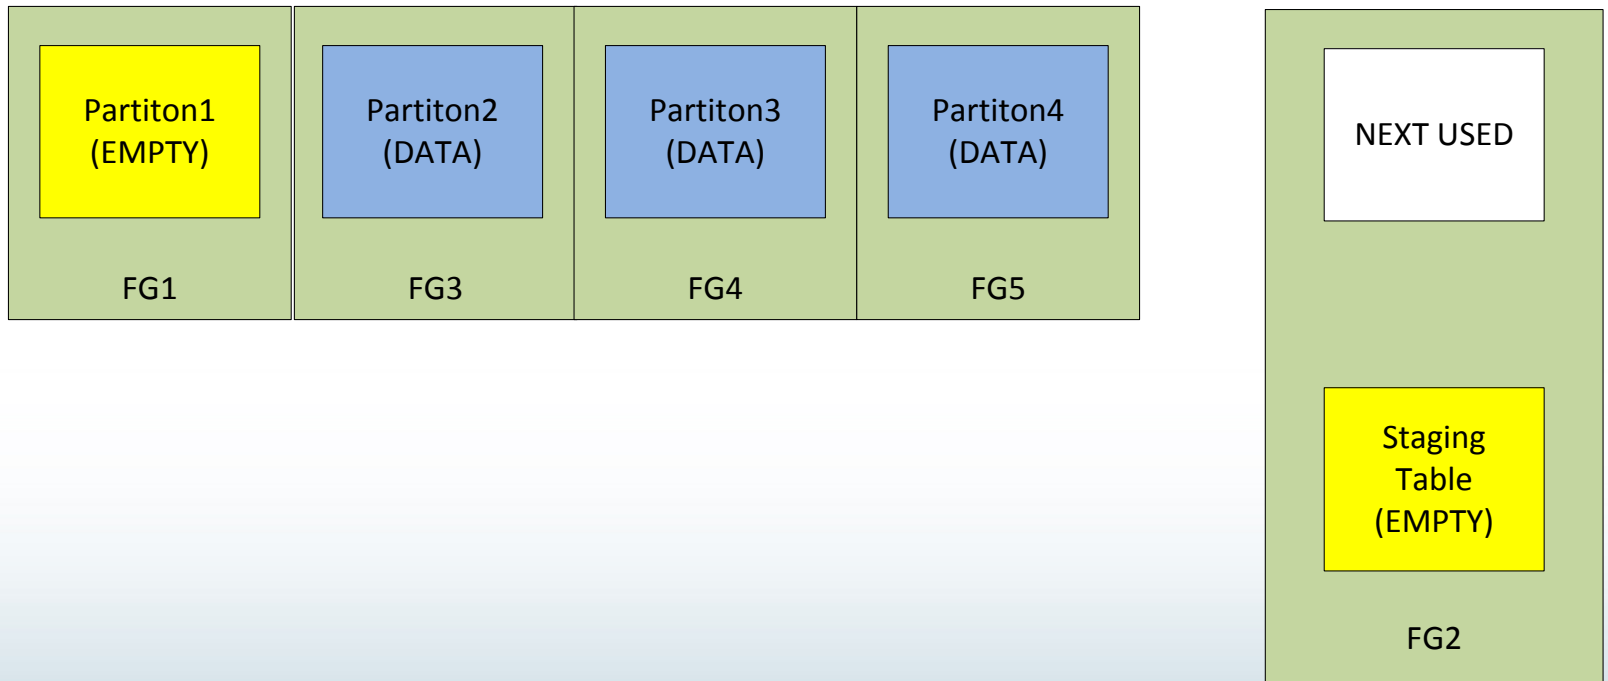 Partiton1
(EMPTY)
FG1
Partiton2
(DATA)
FG3
Partiton3
(DATA)
FG4
Partiton4
(DATA)
FG5
NEXT USED
Staging
Table
(EMPTY)
FG2